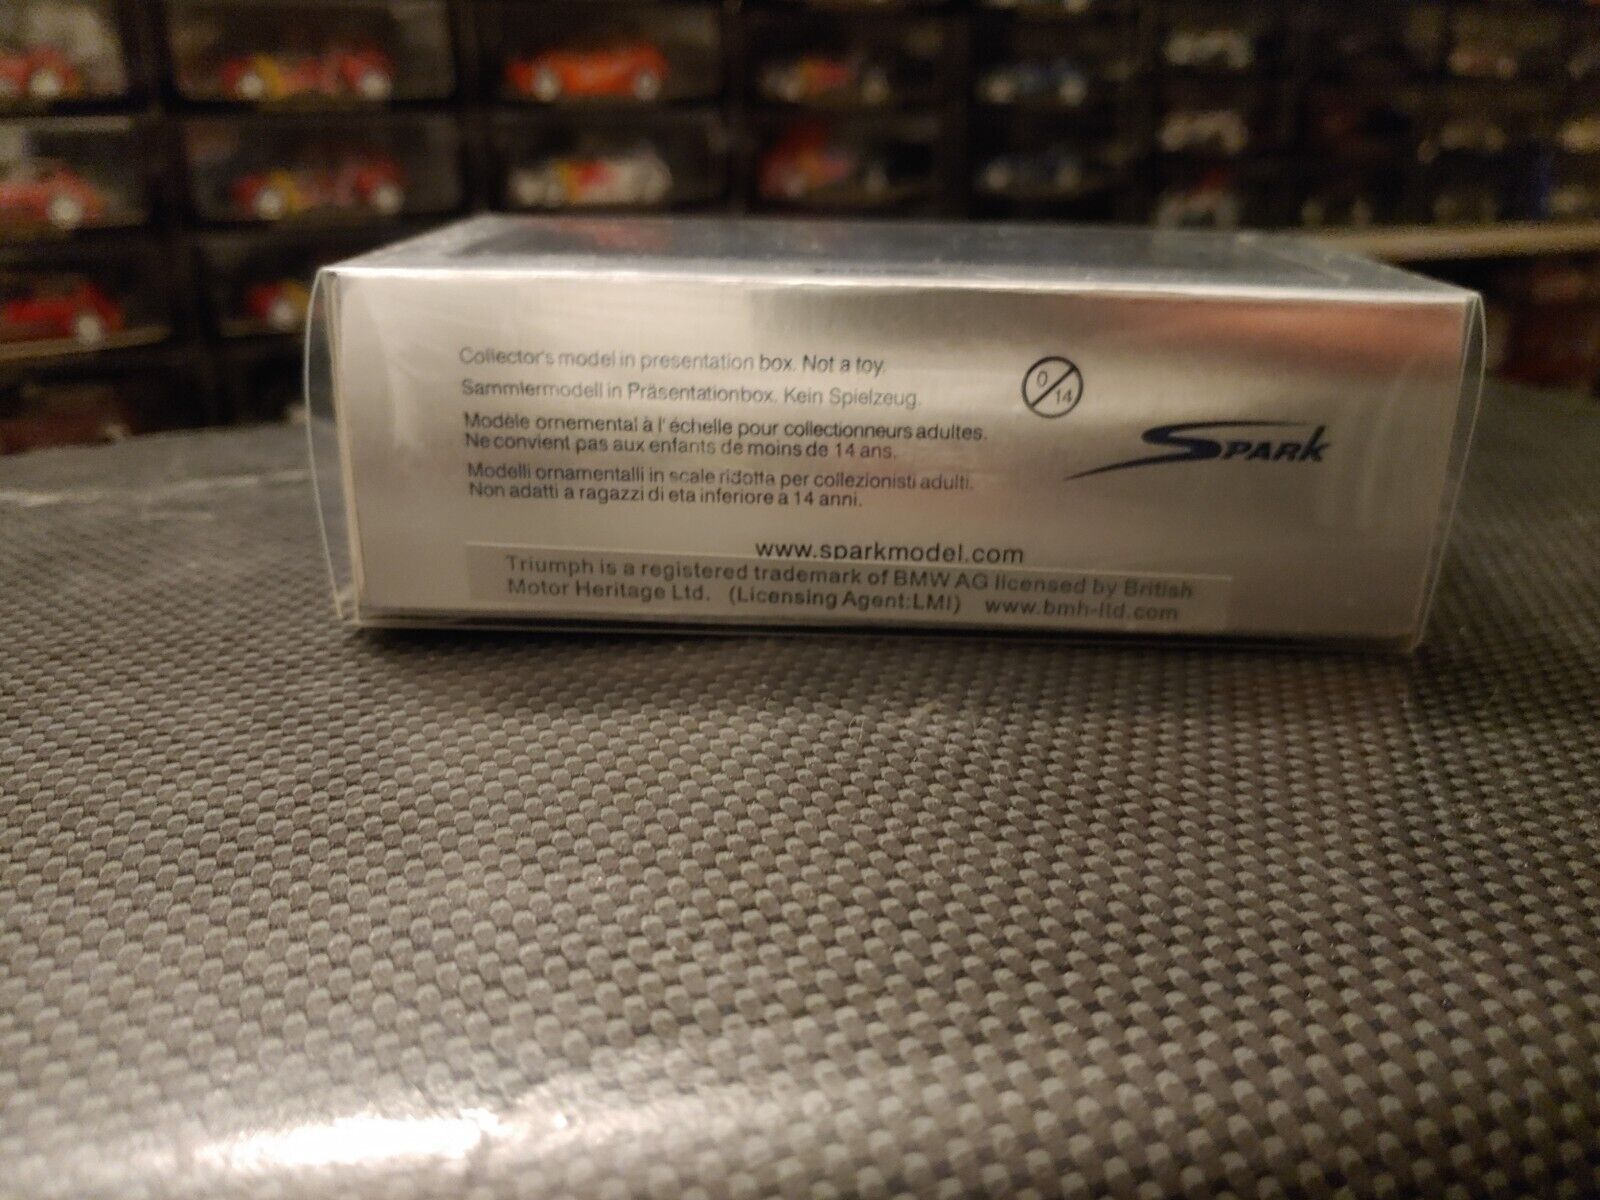 Collector's model in presentation box. Not a toy.
Sammlermodell in Präsentationbox. Kein Spielzeug.
Modèle ornemental à l'échelle pour collectionneurs adultes.
Ne convient pas aux enfants de moins de 14 ans.
Modelli ornamentalli in scale ridotta per collezionisti adulti.
Non adatti a ragazzi di eta inferiore a 14 anni.
0/14
SPARK
www.sparkmodel.com
Triumph is a registered trademark of BMW AG licensed by British
Motor Heritage Ltd. (Licensing Agent:LMI) www.bmh-ltd.com